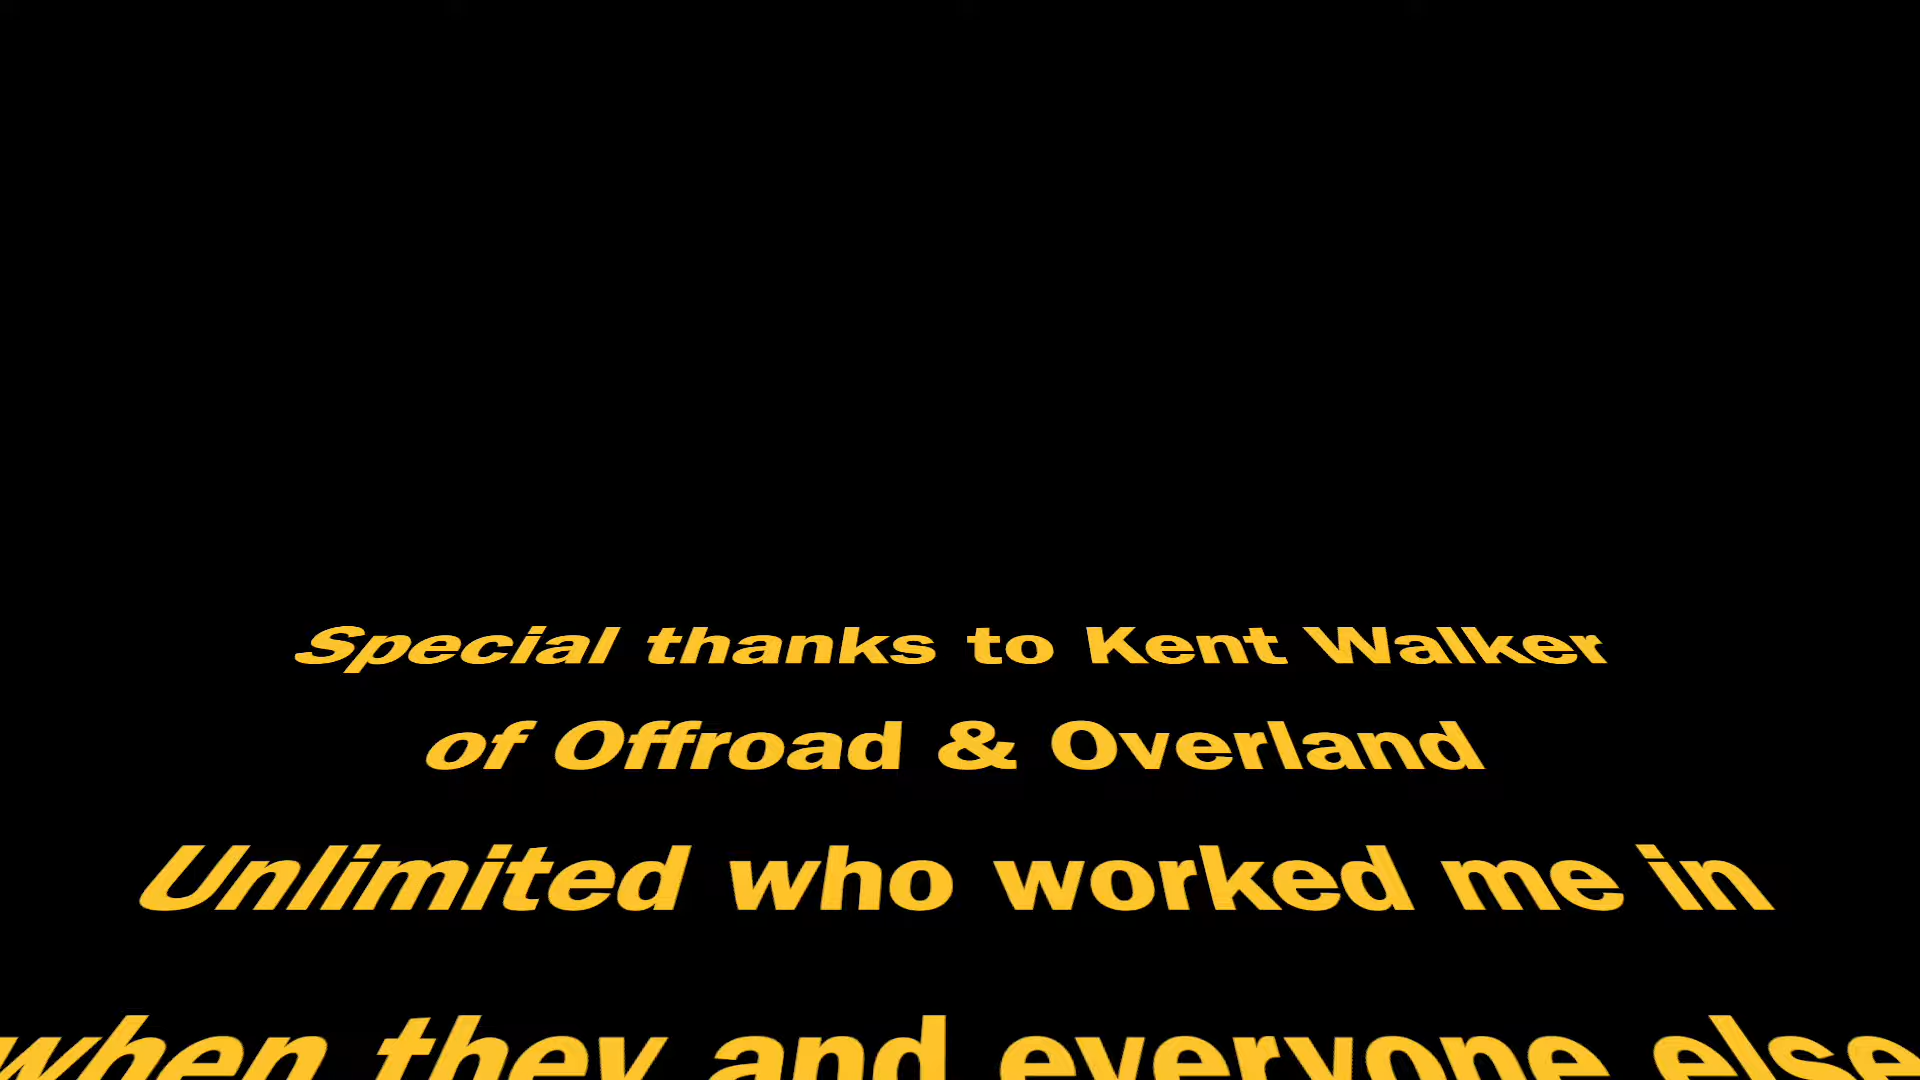 Special thanks to Kent Walker
of Offroad & Overland
Unlimited who worked me in
when they and everyone else